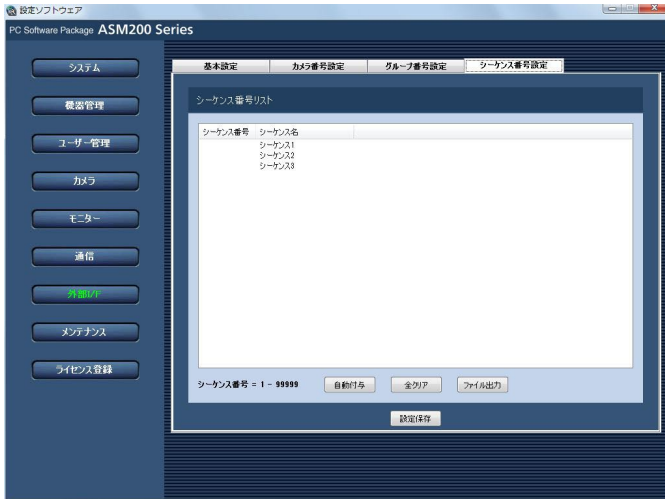 設定ソフトウェア
PC Software Package ASM200 Series
システム
機器管理
ユーザー管理
カメラ
モニター
通信
外部I/F
メンテナンス
ライセンス登録
基本設定 カメラ番号設定 グループ番号設定 シーケンス番号設定
シーケンス番号リスト
シーケンス番号 シーケンス名
シーケンス1
シーケンス2
シーケンス3
シーケンス番号 = 1 - 99999 自動付与 全クリア ファイル出力
設定保存